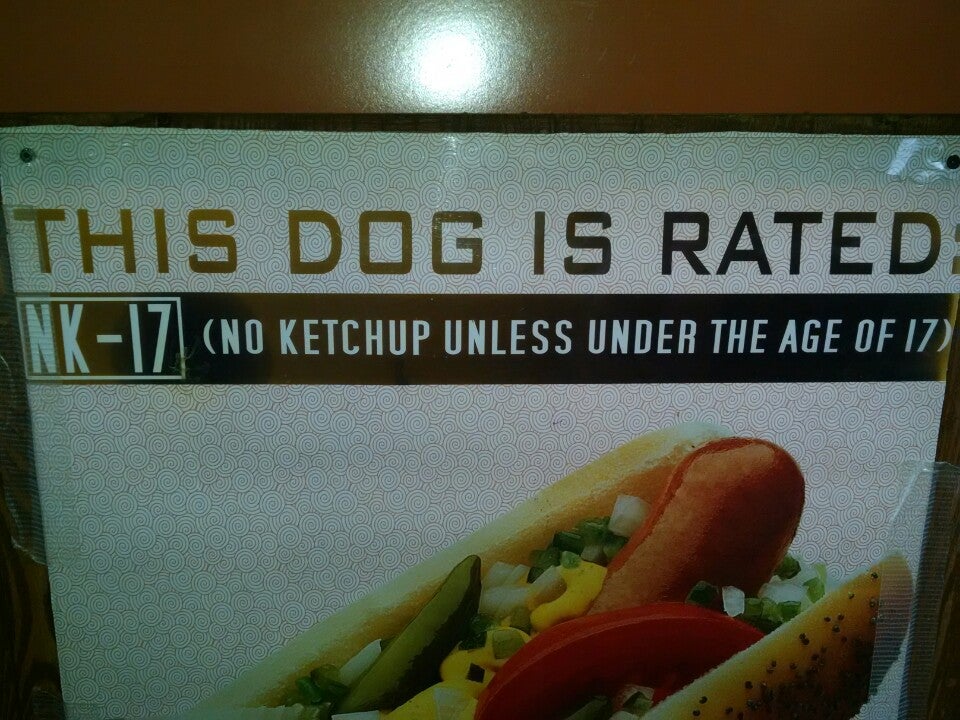 THIS DOG IS RATED:
NK-17 (NO KETCHUP UNLESS UNDER THE AGE OF 17)